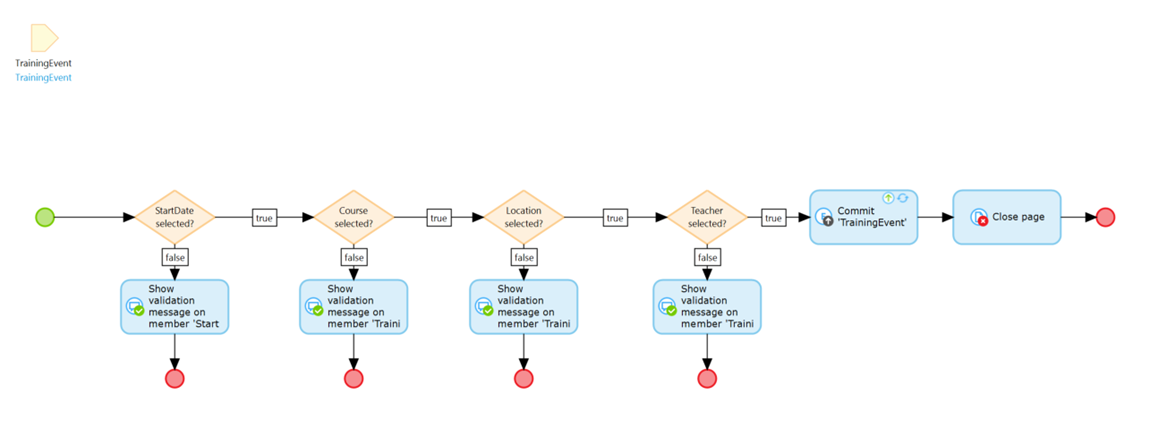 TrainingEvent
TrainingEvent
StartDate
selected?
true
Course
selected?
true
Location
selected?
true
Teacher
selected?
true
Commit
'TrainingEvent'
Close page
false
false
false
false
Show
validation
message on
member 'Start
Show
validation
message on
member 'Traini
Show
validation
message on
member 'Traini
Show
validation
message on
member 'Traini